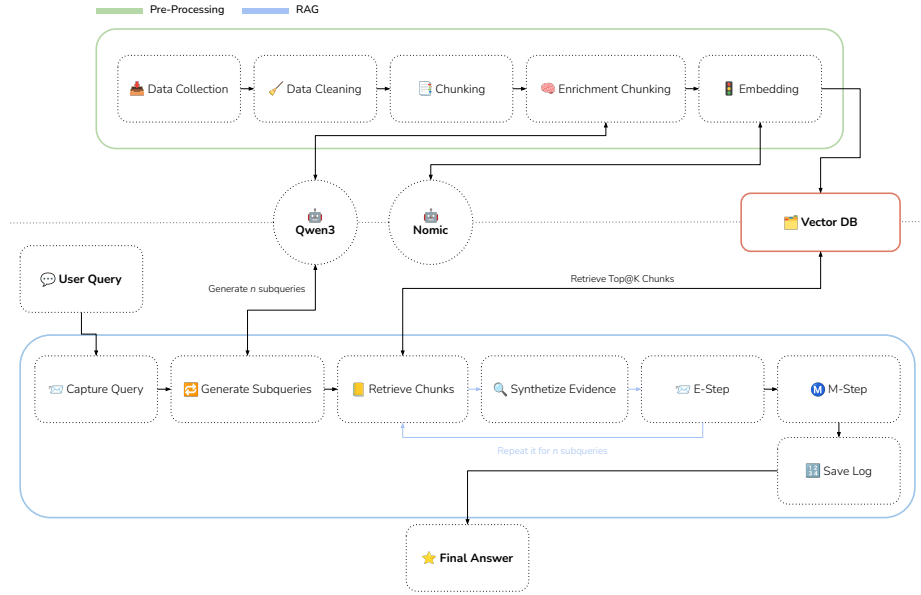 Pre-Processing
RAG
📥 Data Collection
🧹 Data Cleaning
📑 Chunking
🧠 Enrichment Chunking
🚦 Embedding
🤖
Qwen3
🤖
Nomic
🗂️ Vector DB
💬 User Query
Generate n subqueries
Retrieve Top@K Chunks
📨 Capture Query
🔁 Generate Subqueries
📒 Retrieve Chunks
🔍 Synthetize Evidence
📨 E-Step
Ⓜ️ M-Step
Repeat it for n subqueries
🔢 Save Log
⭐ Final Answer